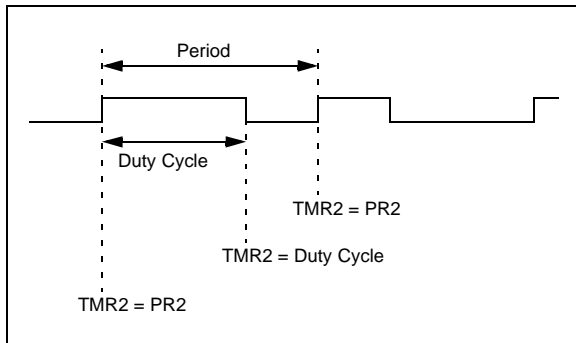 Period
Duty Cycle
TMR2 = PR2
TMR2 = Duty Cycle
TMR2 = PR2